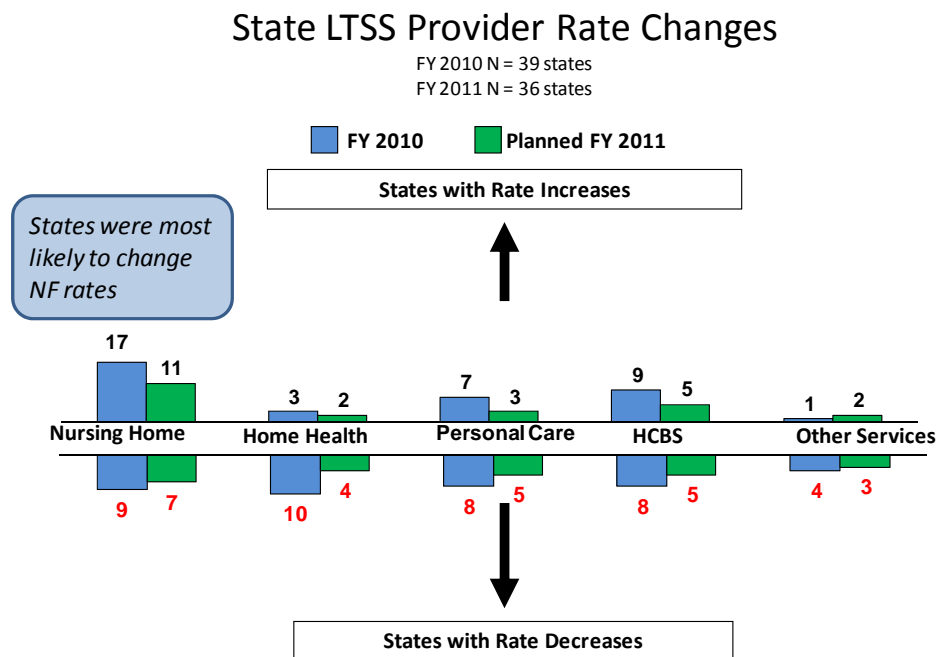 State LTSS Provider Rate Changes
FY 2010 N = 39 states
FY 2011 N = 36 states
FY 2010 Planned FY 2011
States with Rate Increases
States were most
likely to change
NF rates
17 11 3 2 7 3 9 5 1 2
Nursing Home Home Health Personal Care HCBS Other Services
9 7 10 4 8 5 8 5 4 3
States with Rate Decreases